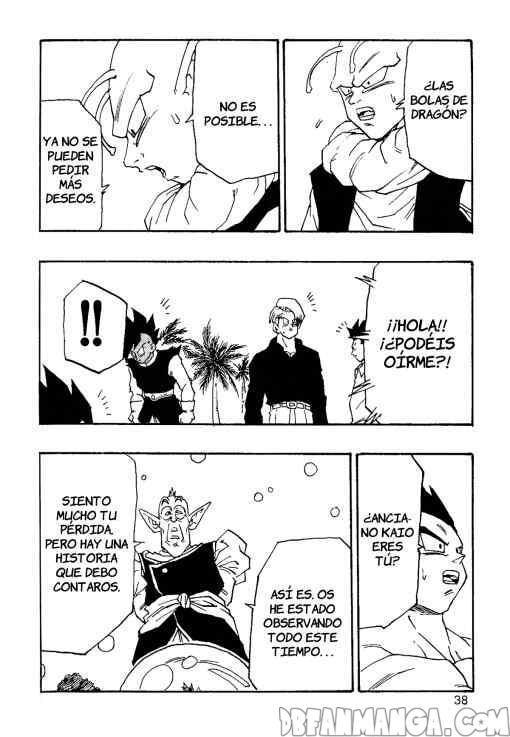 ¿LAS
BOLAS DE
DRAGÓN?
NO ES
POSIBLE...
YA NO SE
PUEDEN
PEDIR
MÁS
DESEOS.
¡¡HOLA!!
¡¿PODÉIS
OÍRME?!
!!
¿ANCIA-
NO KAIO
ERES
TÚ?
ASÍ ES. OS
HE ESTADO
OBSERVANDO
TODO ESTE
TIEMPO...
SIENTO
MUCHO TU
PÉRDIDA,
PERO HAY UNA
HISTORIA
QUE DEBO
CONTAROS.
38
DBFANMANGA.COM